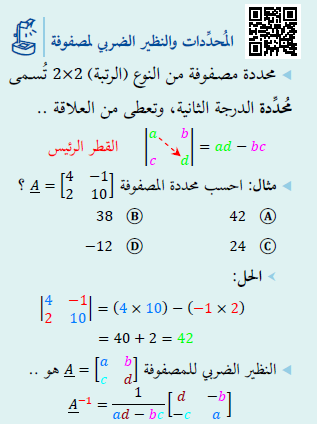 المُحدِّدات والنظير الضربي لمصفوفة
محددة مصفوفة من النوع (الرتبة) 2×2 تُسمى
مُحدِّدة الدرجة الثانية، وتعطى من العلاقة ..
|a b; c d| = ad − bc القطر الرئيس
مثال: احسب محددة المصفوفة A = [4 −1; 2 10] ؟
A 42 B 38
C 24 D −12
الحل:
|4 −1; 2 10| = (4 × 10) − (−1 × 2)
= 40 + 2 = 42
النظير الضربي للمصفوفة A = [a b; c d] هو ..
A⁻¹ = 1/(ad − bc) [d −b; −c a]